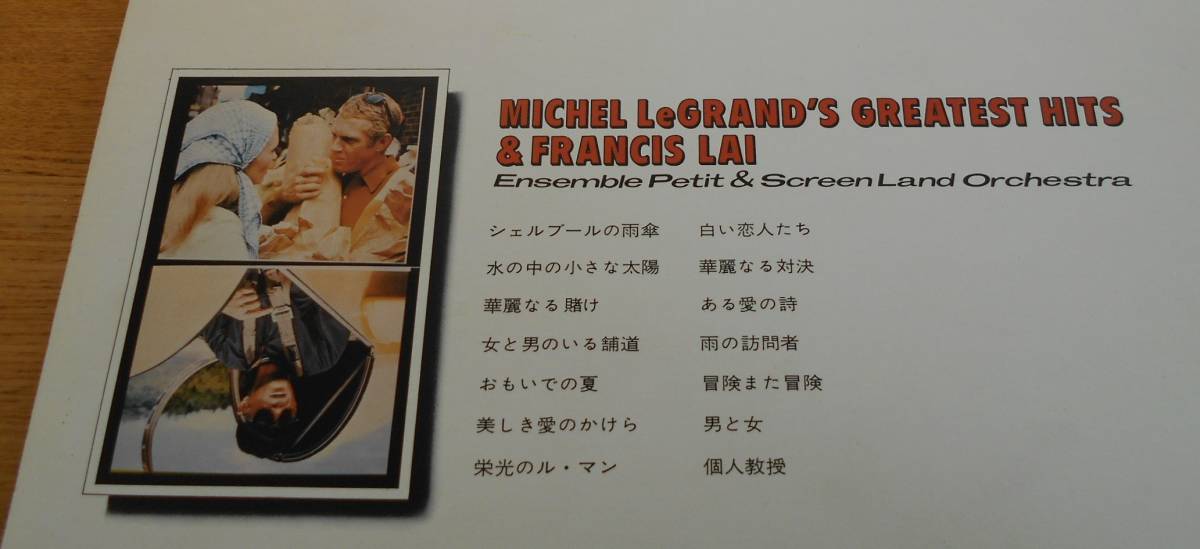 MICHEL LeGRAND'S GREATEST HITS
& FRANCIS LAI
Ensemble Petit & Screen Land Orchestra
シェルブールの雨傘
水の中の小さな太陽
華麗なる賭け
女と男のいる舗道
おもいでの夏
美しき愛のかけら
栄光のル・マン
白い恋人たち
華麗なる対決
ある愛の詩
雨の訪問者
冒険また冒険
男と女
個人教授